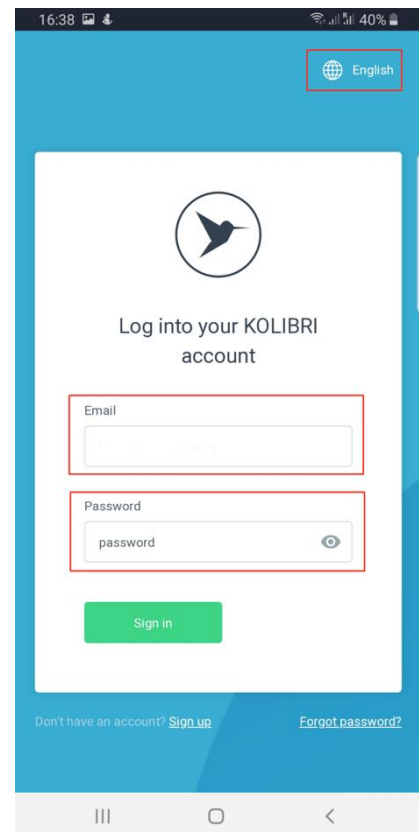 16:38 40%
English
Log into your KOLIBRI
account
Email
Password
password
Sign in
Don't have an account? Sign up Forgot password?